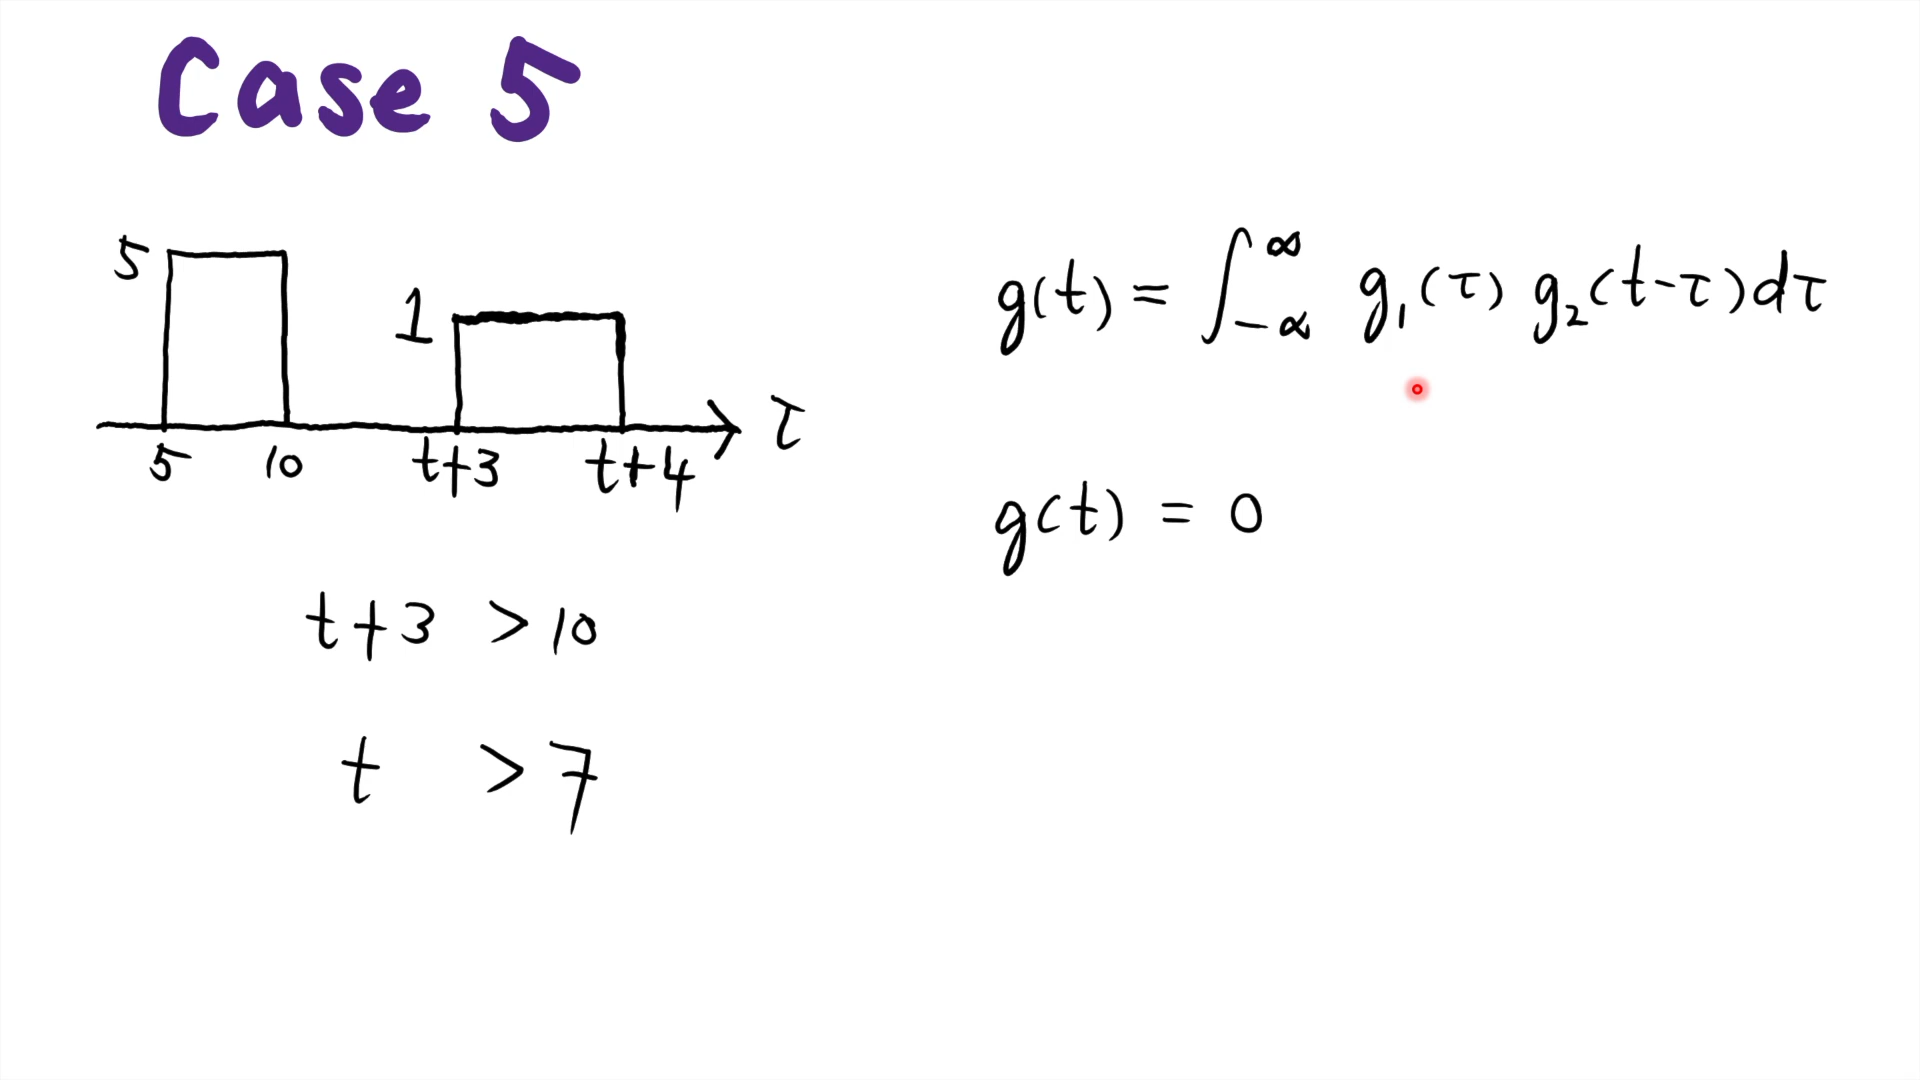 Case 5
5
1
5 10 t+3 t+4 τ
t+3 > 10
t > 7
g(t) = ∫_{-∞}^{∞} g₁(τ) g₂(t-τ)dτ
g(t) = 0